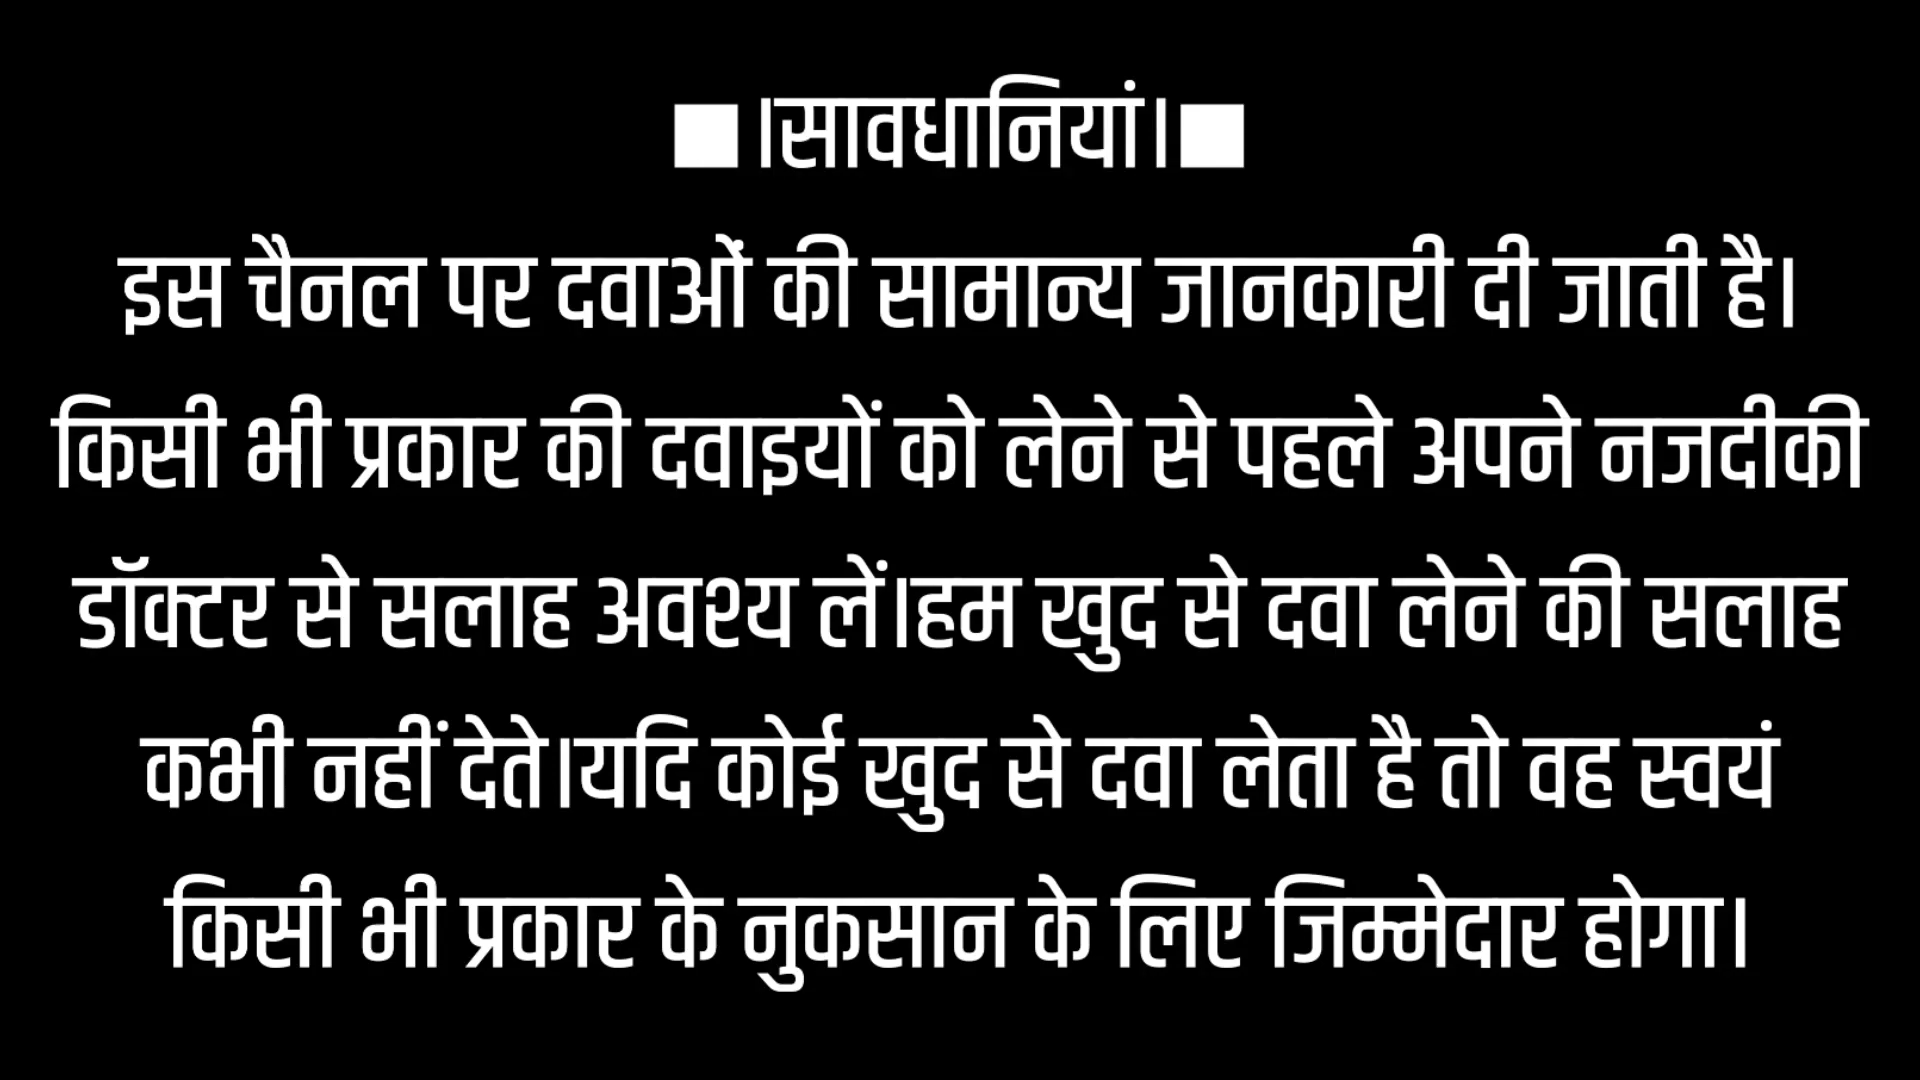 ■।सावधानियां।■
इस चैनल पर दवाओं की सामान्य जानकारी दी जाती है।
किसी भी प्रकार की दवाइयों को लेने से पहले अपने नजदीकी
डॉक्टर से सलाह अवश्य लें।हम खुद से दवा लेने की सलाह
कभी नहीं देते।यदि कोई खुद से दवा लेता है तो वह स्वयं
किसी भी प्रकार के नुकसान के लिए जिम्मेदार होगा।